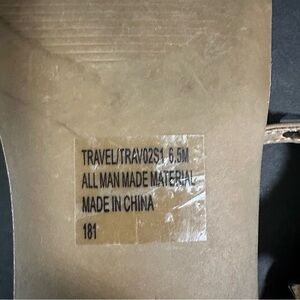 TRAVEL/TRAV02S1 6.5M
ALL MAN MADE MATERIAL
MADE IN CHINA
181